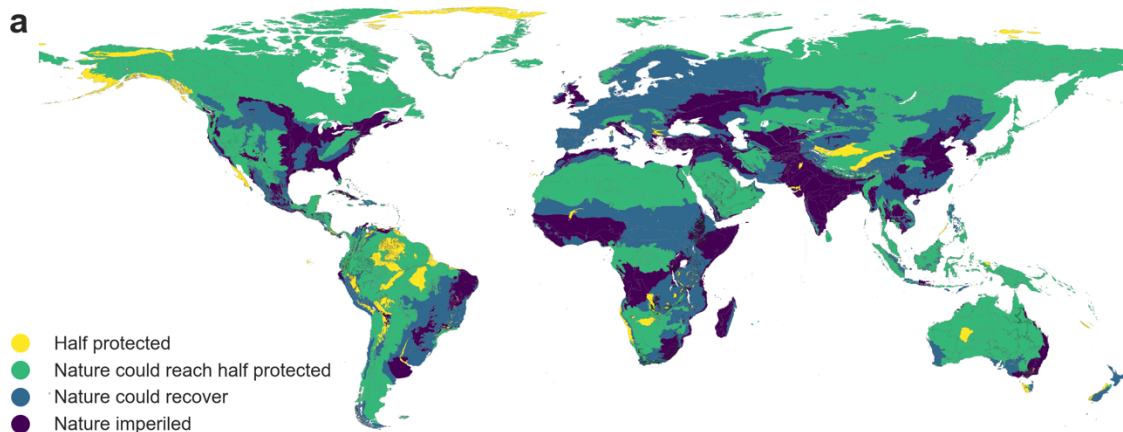 a
Half protected
Nature could reach half protected
Nature could recover
Nature imperiled